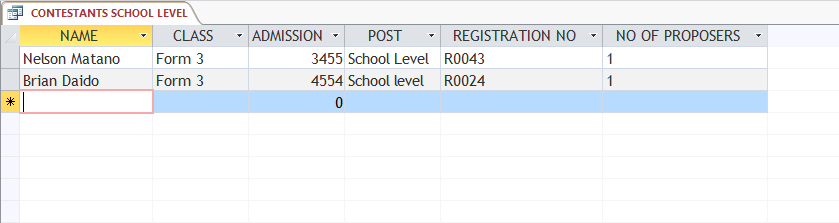 CONTESTANTS SCHOOL LEVEL
NAME CLASS ADMISSION POST REGISTRATION NO NO OF PROPOSERS
Nelson Matano Form 3 3455 School Level R0043 1
Brian Daido Form 3 4554 School level R0024 1
* 0